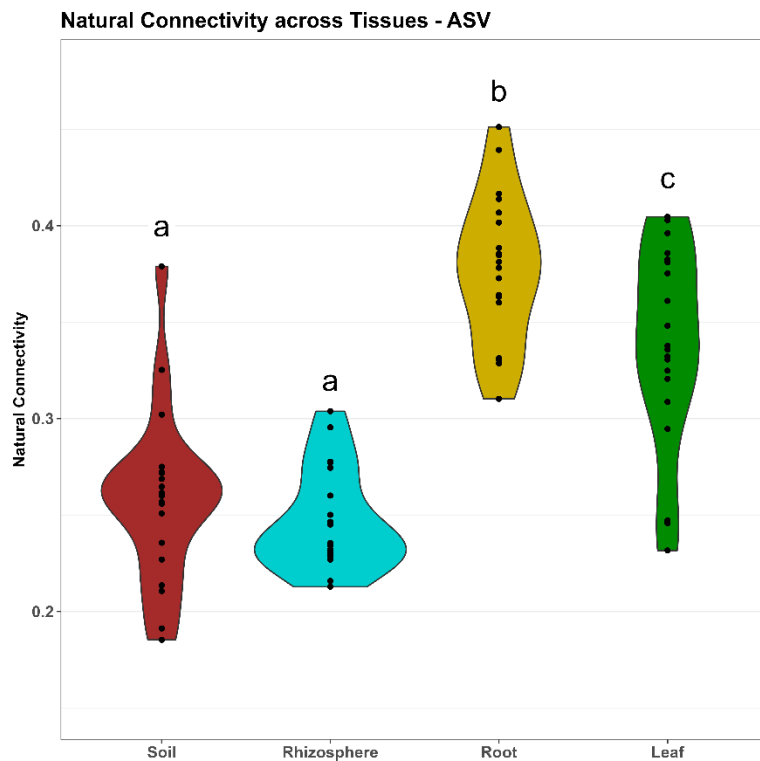 Natural Connectivity across Tissues - ASV
b
c
a
a
Natural Connectivity
0.4
0.3
0.2
Soil Rhizosphere Root Leaf